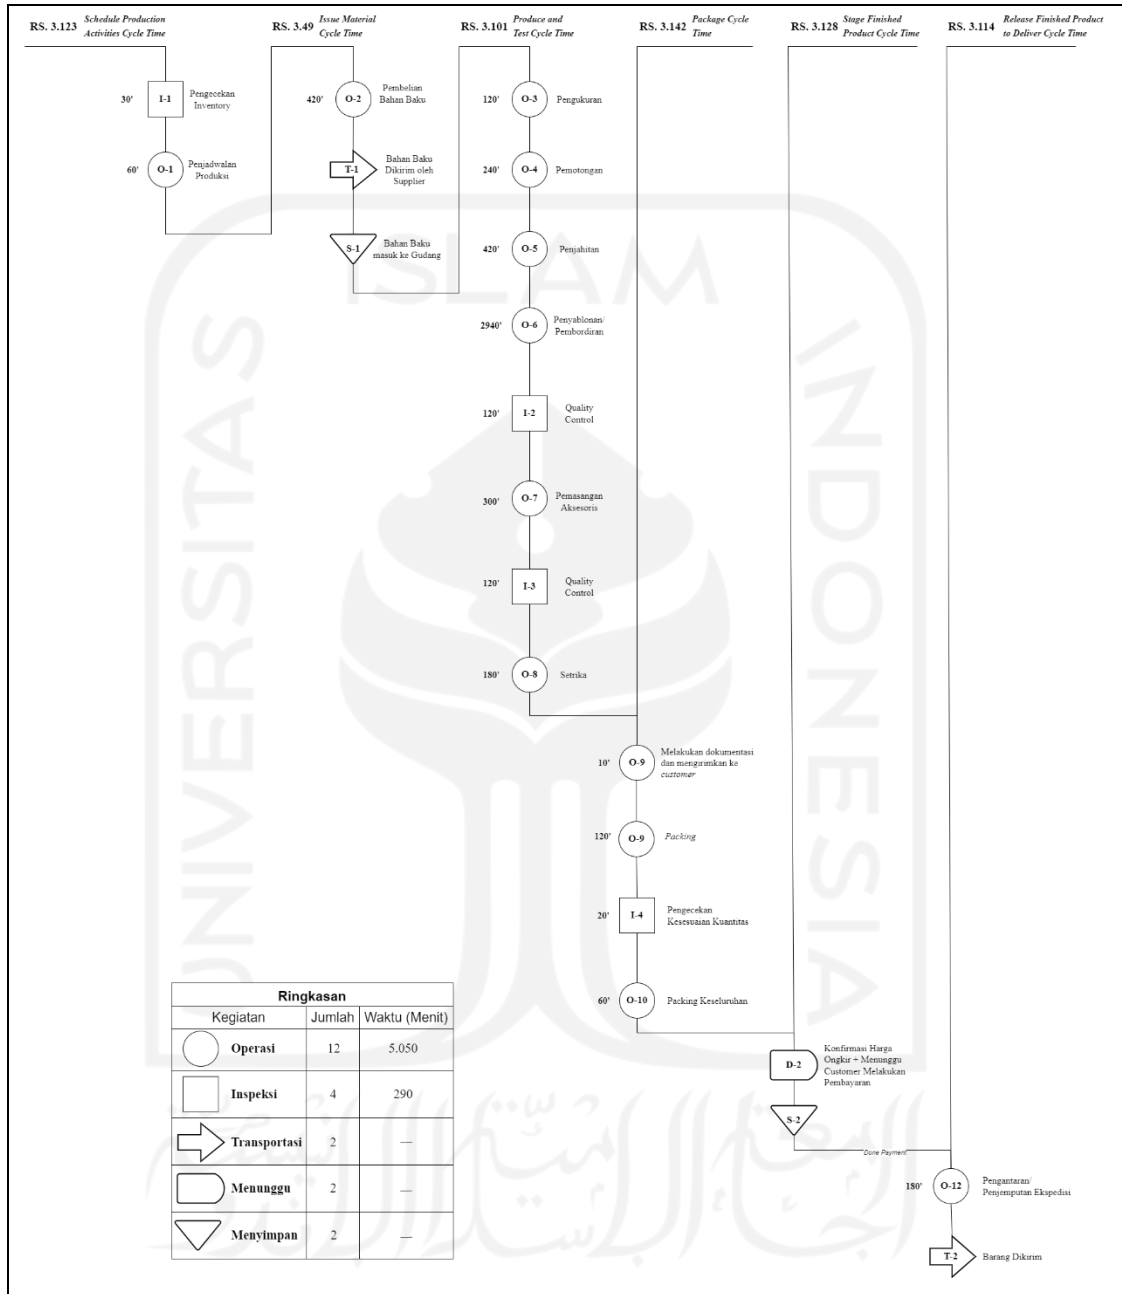 RS. 3.123 Schedule Production
Activities Cycle Time
30' I-1 Pengecekan
Inventory
60' O-1 Penjadwalan
Produksi
RS. 3.49 Issue Material
Cycle Time
420' O-2 Pembelian
Bahan Baku
T-1 Bahan Baku
Dikirim oleh
Supplier
S-1 Bahan Baku
masuk ke Gudang
RS. 3.101 Produce and
Test Cycle Time
120' O-3 Pengukuran
240' O-4 Pemotongan
420' O-5 Penjahitan
2940' O-6 Penyablonan/
Pembordiran
120' I-2 Quality
Control
300' O-7 Pemasangan
Aksesoris
120' I-3 Quality
Control
180' O-8 Setrika
RS. 3.142 Package Cycle
Time
10' O-9 Melakukan dokumentasi
dan mengirimkan ke
customer
120' O-9 Packing
20' I-4 Pengecekan
Kesesuaian Kuantitas
60' O-10 Packing Keseluruhan
RS. 3.128 Stage Finished
Product Cycle Time
D-2 Konfirmasi Harga
Ongkir + Menunggu
Customer Melakukan
Pembayaran
S-2
Done Payment
RS. 3.114 Release Finished Product
to Deliver Cycle Time
180' O-12 Pengantaran/
Penjemputan Ekspedisi
T-2 Barang Dikirim
Ringkasan
Kegiatan Jumlah Waktu (Menit)
Operasi 12 5.050
Inspeksi 4 290
Transportasi 2 —
Menunggu 2 —
Menyimpan 2 —
UNIVERSITAS
ISLAM
INDONESIA